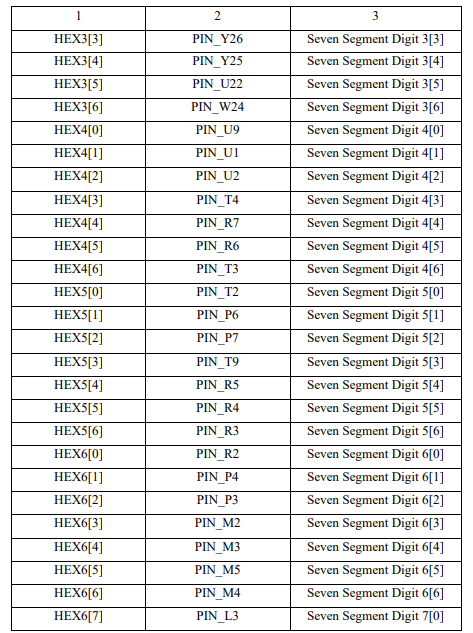 1 2 3
HEX3[3] PIN_Y26 Seven Segment Digit 3[3]
HEX3[4] PIN_Y25 Seven Segment Digit 3[4]
HEX3[5] PIN_U22 Seven Segment Digit 3[5]
HEX3[6] PIN_W24 Seven Segment Digit 3[6]
HEX4[0] PIN_U9 Seven Segment Digit 4[0]
HEX4[1] PIN_U1 Seven Segment Digit 4[1]
HEX4[2] PIN_U2 Seven Segment Digit 4[2]
HEX4[3] PIN_T4 Seven Segment Digit 4[3]
HEX4[4] PIN_R7 Seven Segment Digit 4[4]
HEX4[5] PIN_R6 Seven Segment Digit 4[5]
HEX4[6] PIN_T3 Seven Segment Digit 4[6]
HEX5[0] PIN_T2 Seven Segment Digit 5[0]
HEX5[1] PIN_P6 Seven Segment Digit 5[1]
HEX5[2] PIN_P7 Seven Segment Digit 5[2]
HEX5[3] PIN_T9 Seven Segment Digit 5[3]
HEX5[4] PIN_R5 Seven Segment Digit 5[4]
HEX5[5] PIN_R4 Seven Segment Digit 5[5]
HEX5[6] PIN_R3 Seven Segment Digit 5[6]
HEX6[0] PIN_R2 Seven Segment Digit 6[0]
HEX6[1] PIN_P4 Seven Segment Digit 6[1]
HEX6[2] PIN_P3 Seven Segment Digit 6[2]
HEX6[3] PIN_M2 Seven Segment Digit 6[3]
HEX6[4] PIN_M3 Seven Segment Digit 6[4]
HEX6[5] PIN_M5 Seven Segment Digit 6[5]
HEX6[6] PIN_M4 Seven Segment Digit 6[6]
HEX6[7] PIN_L3 Seven Segment Digit 7[0]